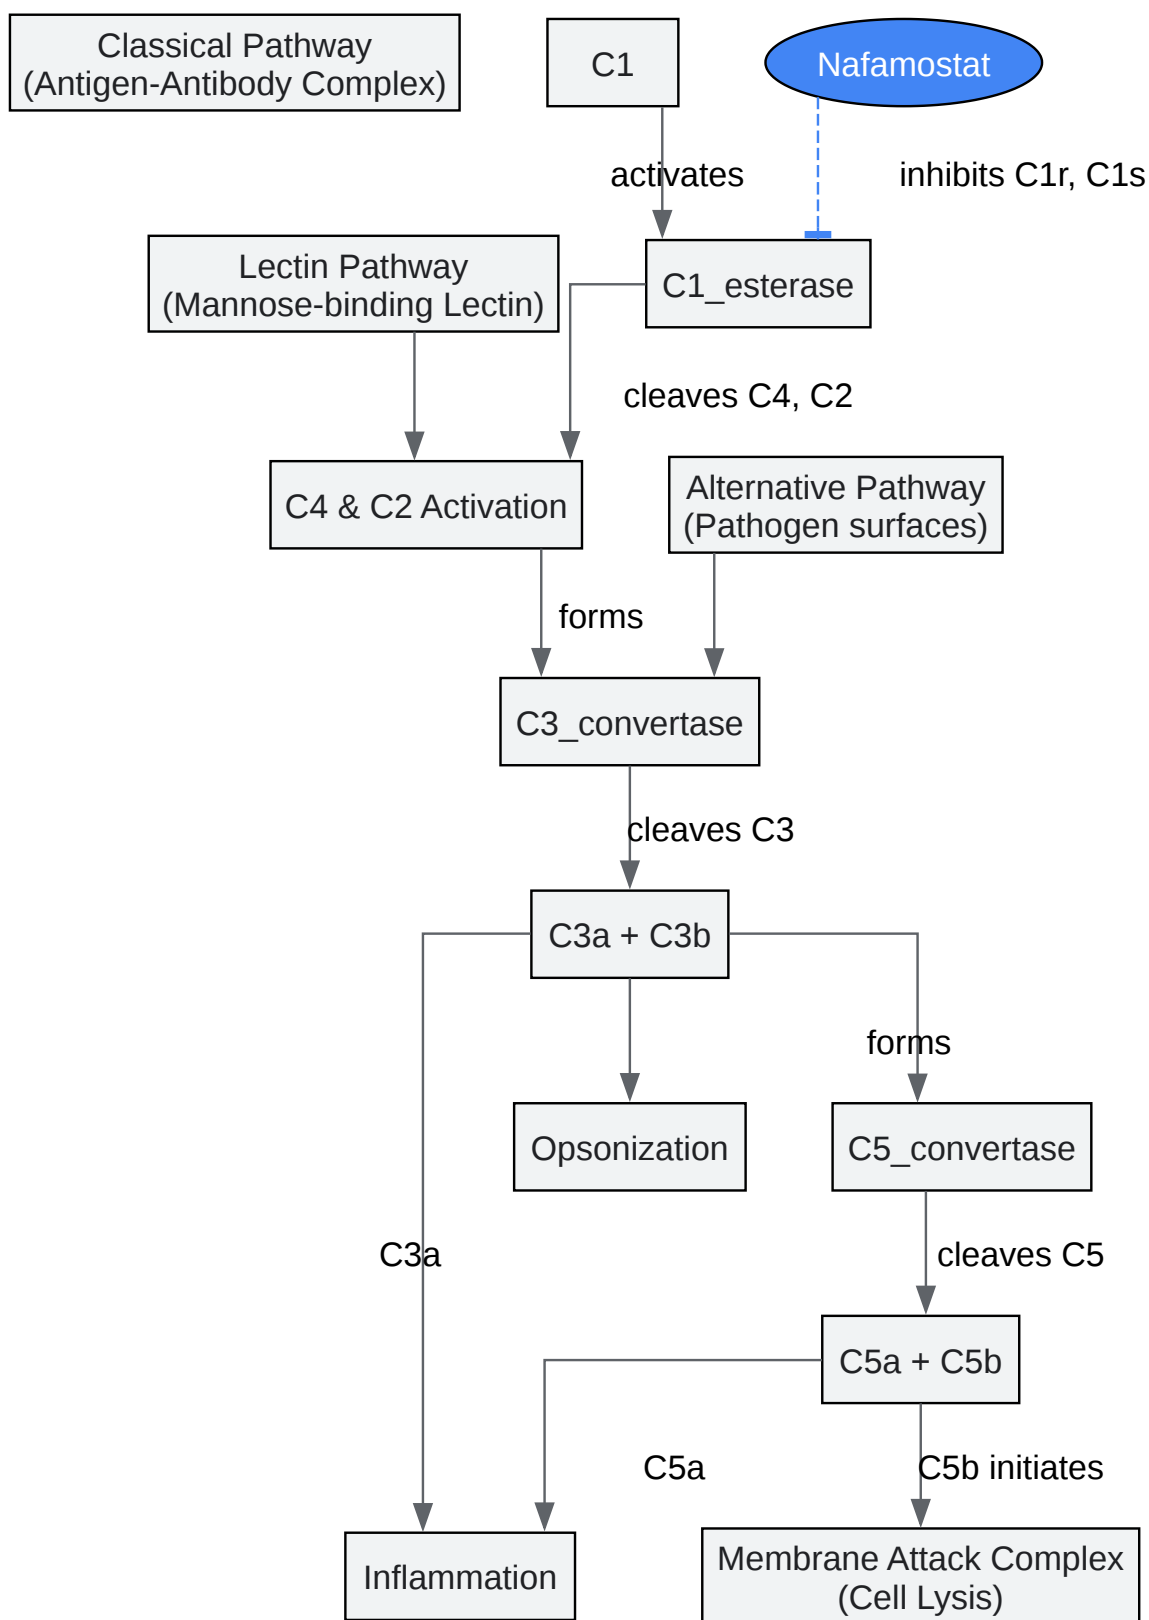 Classical Pathway
(Antigen-Antibody Complex)
C1
Nafamostat
activates
inhibits C1r, C1s
Lectin Pathway
(Mannose-binding Lectin)
C1_esterase
cleaves C4, C2
C4 & C2 Activation
Alternative Pathway
(Pathogen surfaces)
forms
C3_convertase
cleaves C3
C3a + C3b
forms
Opsonization
C5_convertase
C3a
cleaves C5
C5a + C5b
C5a
C5b initiates
Inflammation
Membrane Attack Complex
(Cell Lysis)